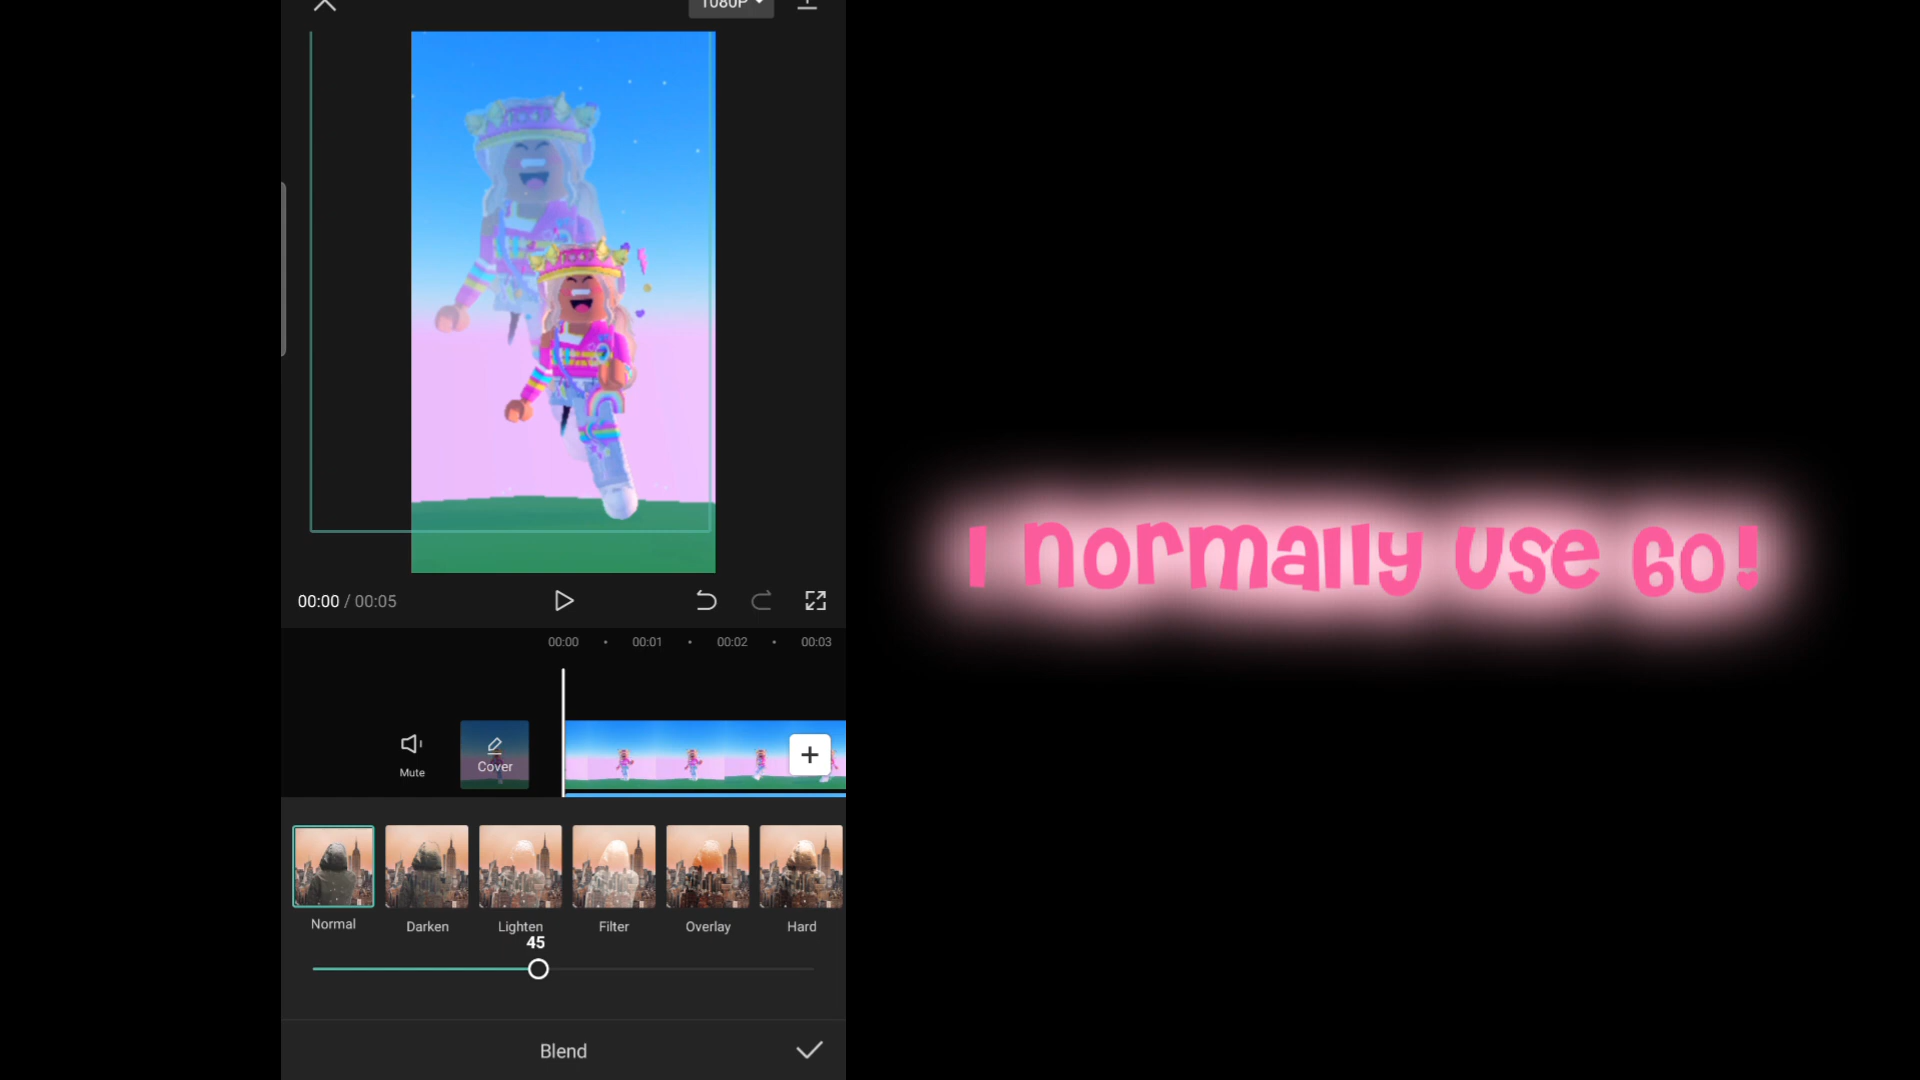 1080P
00:00 / 00:05
00:00 00:01 00:02 00:03
Mute
Cover
Normal Darken Lighten Filter Overlay Hard
45
Blend
I normally use 60!